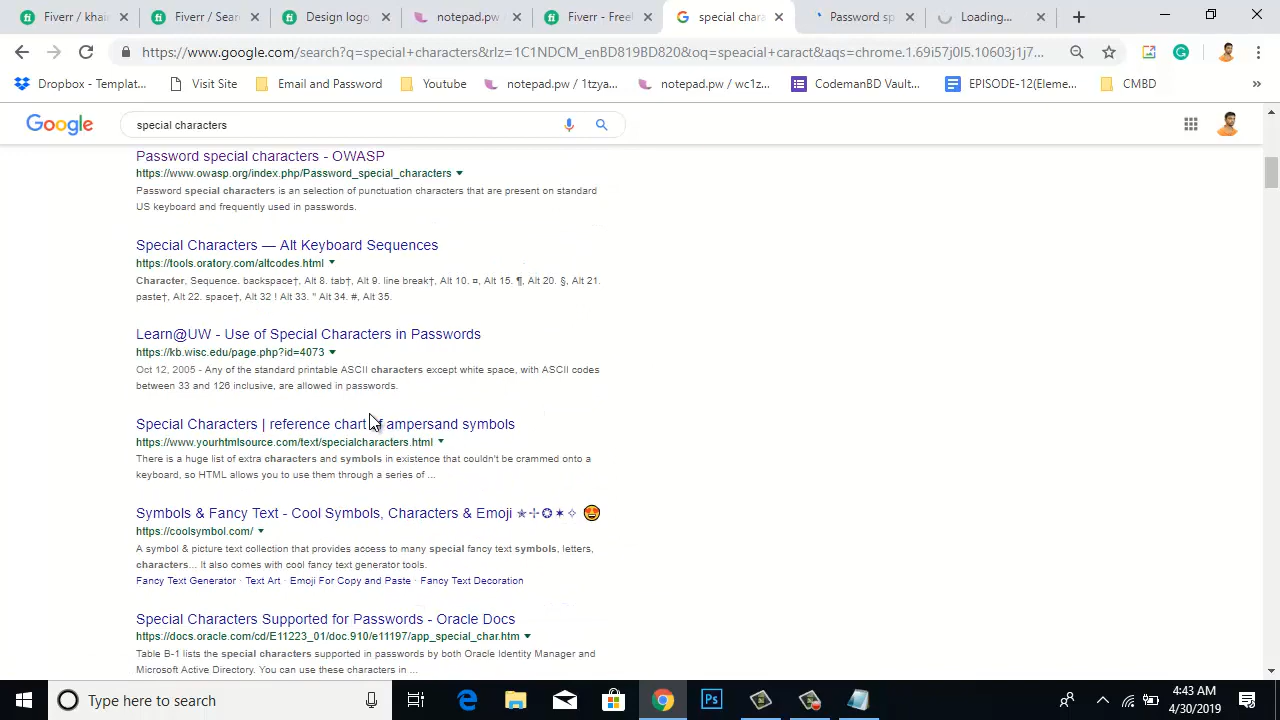 Fiverr / khai
Fiverr / Sear
Design logo
notepad.pw /
Fiverr - Free
special chara
Password sp
Loading...
https://www.google.com/search?q=special+characters&rlz=1C1NDCM_enBD819BD820&oq=speacial+caract&aqs=chrome.1.69i57j0l5.10603j1j7...
Dropbox - Templat...
Visit Site
Email and Password
Youtube
notepad.pw / 1tzya...
notepad.pw / wc1z...
CodemanBD Vault...
EPISODE-12(Eleme...
CMBD
»
Google
special characters
Password special characters - OWASP
https://www.owasp.org/index.php/Password_special_characters
Password special characters is a selection of punctuation characters that are present on standard
US keyboard and frequently used in passwords.
Special Characters — Alt Keyboard Sequences
https://tools.oratory.com/altcodes.html
Character, Sequence. backspace†, Alt 8. tab†, Alt 9. line break†, Alt 10. ¤, Alt 15. ¶, Alt 20. §, Alt 21.
paste†, Alt 22. space†, Alt 32 ! Alt 33. " Alt 34. #, Alt 35.
Learn@UW - Use of Special Characters in Passwords
https://kb.wisc.edu/page.php?id=4073
Oct 12, 2005 - Any of the standard printable ASCII characters except white space, with ASCII codes
between 33 and 126 inclusive, are allowed in passwords.
Special Characters | reference chart of ampersand symbols
https://www.yourhtmlsource.com/text/specialcharacters.html
There is a huge list of extra characters and symbols in existence that couldn't be crammed onto a
keyboard, so HTML allows you to use them through a series of ...
Symbols & Fancy Text - Cool Symbols, Characters & Emoji ✭✢❂✶✧ 🤩
https://coolsymbol.com/
A symbol & picture text collection that provides access to many special fancy text symbols, letters,
characters... It also comes with cool fancy text generator tools.
Fancy Text Generator · Text Art · Emoji For Copy and Paste · Fancy Text Decoration
Special Characters Supported for Passwords - Oracle Docs
https://docs.oracle.com/cd/E11223_01/doc.910/e11197/app_special_char.htm
Table B-1 lists the special characters supported in passwords by both Oracle Identity Manager and
Microsoft Active Directory. You can use these characters in ...
Type here to search
Ps
4:43 AM
4/30/2019